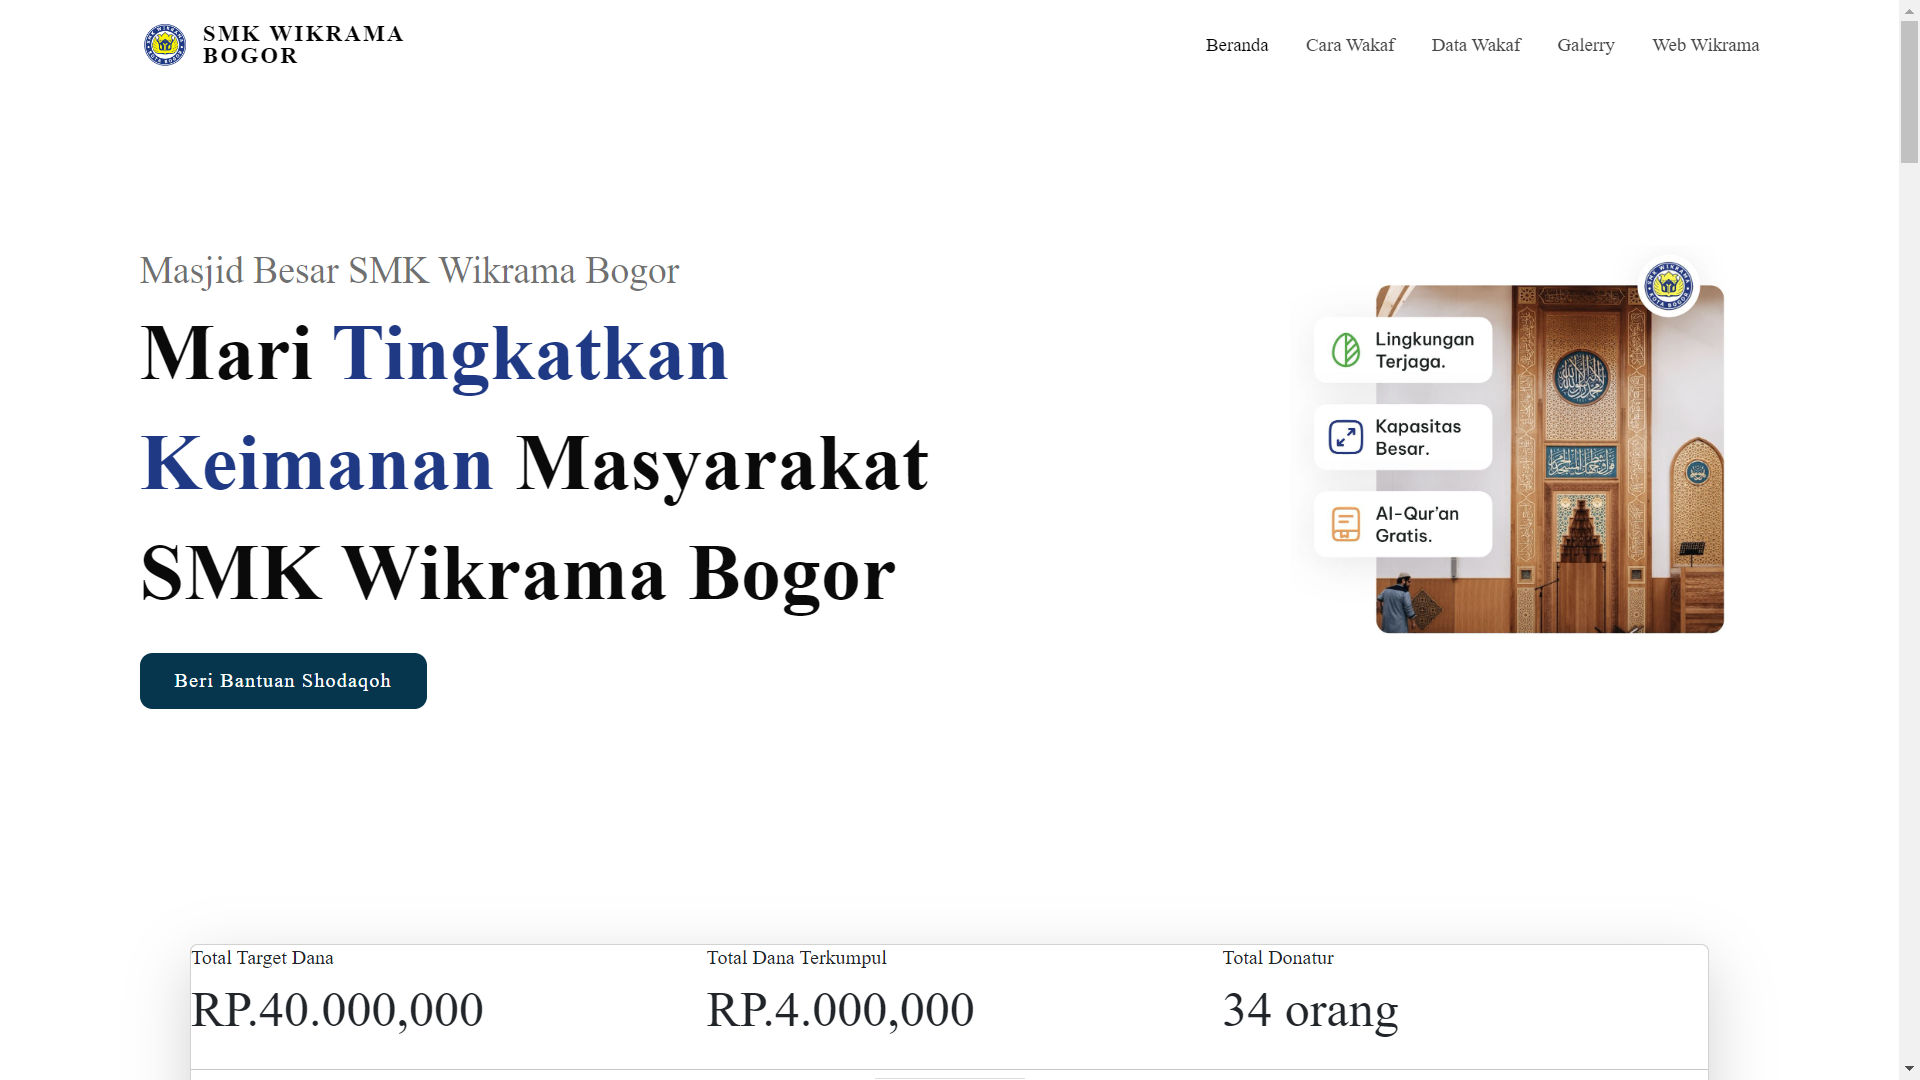 SMK WIKRAMA
BOGOR
Beranda
Cara Wakaf
Data Wakaf
Galerry
Web Wikrama
Masjid Besar SMK Wikrama Bogor
Mari Tingkatkan
Keimanan Masyarakat
SMK Wikrama Bogor
Beri Bantuan Shodaqoh
Lingkungan
Terjaga.
Kapasitas
Besar.
Al-Qur'an
Gratis.
Total Target Dana
RP.40.000,000
Total Dana Terkumpul
RP.4.000,000
Total Donatur
34 orang